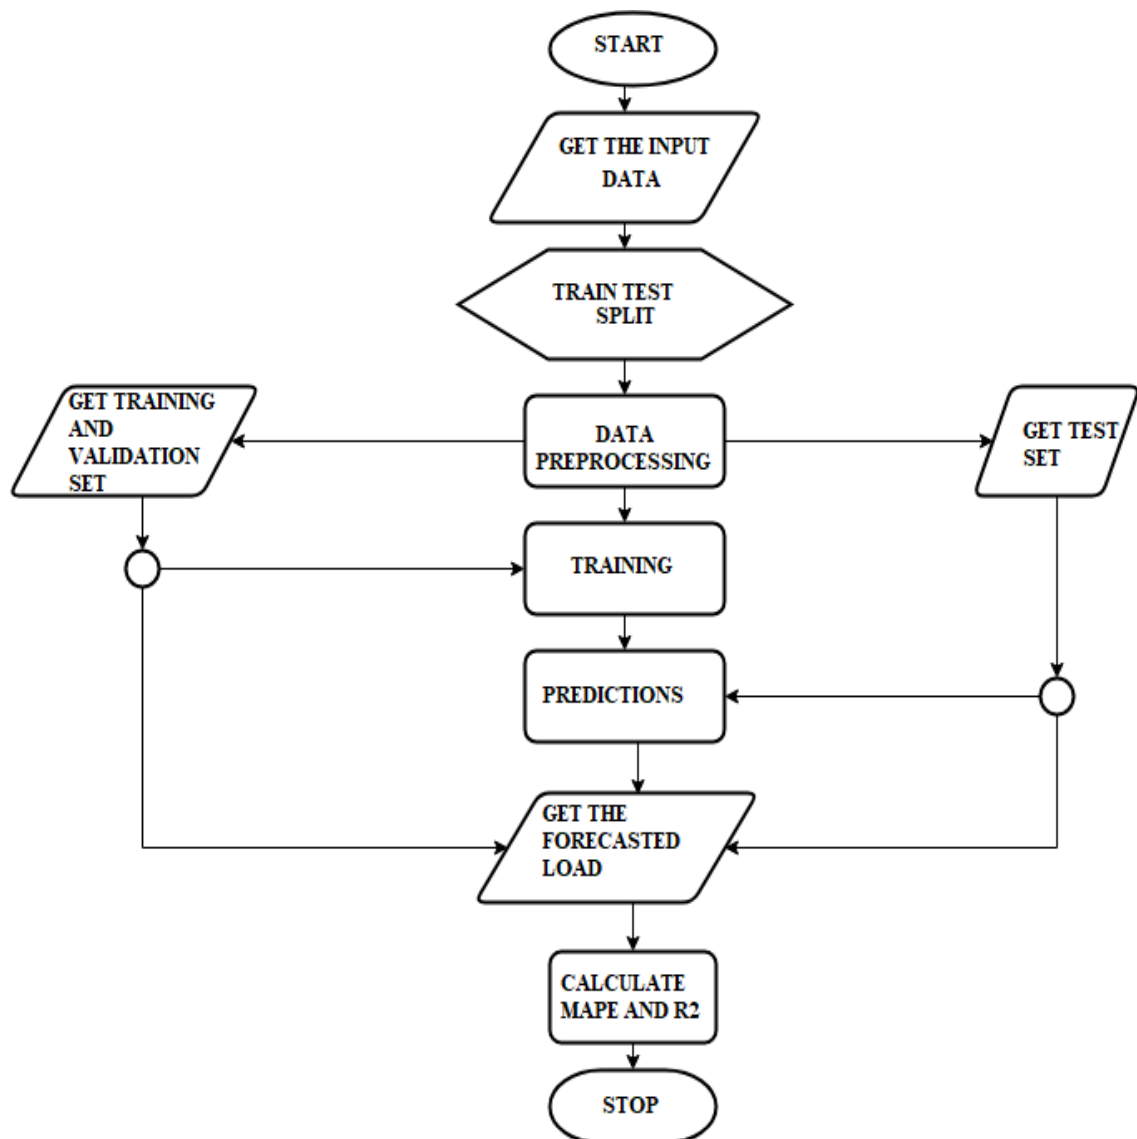 START
GET THE INPUT
DATA
TRAIN TEST
SPLIT
GET TRAINING
AND
VALIDATION
SET
DATA
PREPROCESSING
GET TEST
SET
TRAINING
PREDICTIONS
GET THE
FORECASTED
LOAD
CALCULATE
MAPE AND R2
STOP